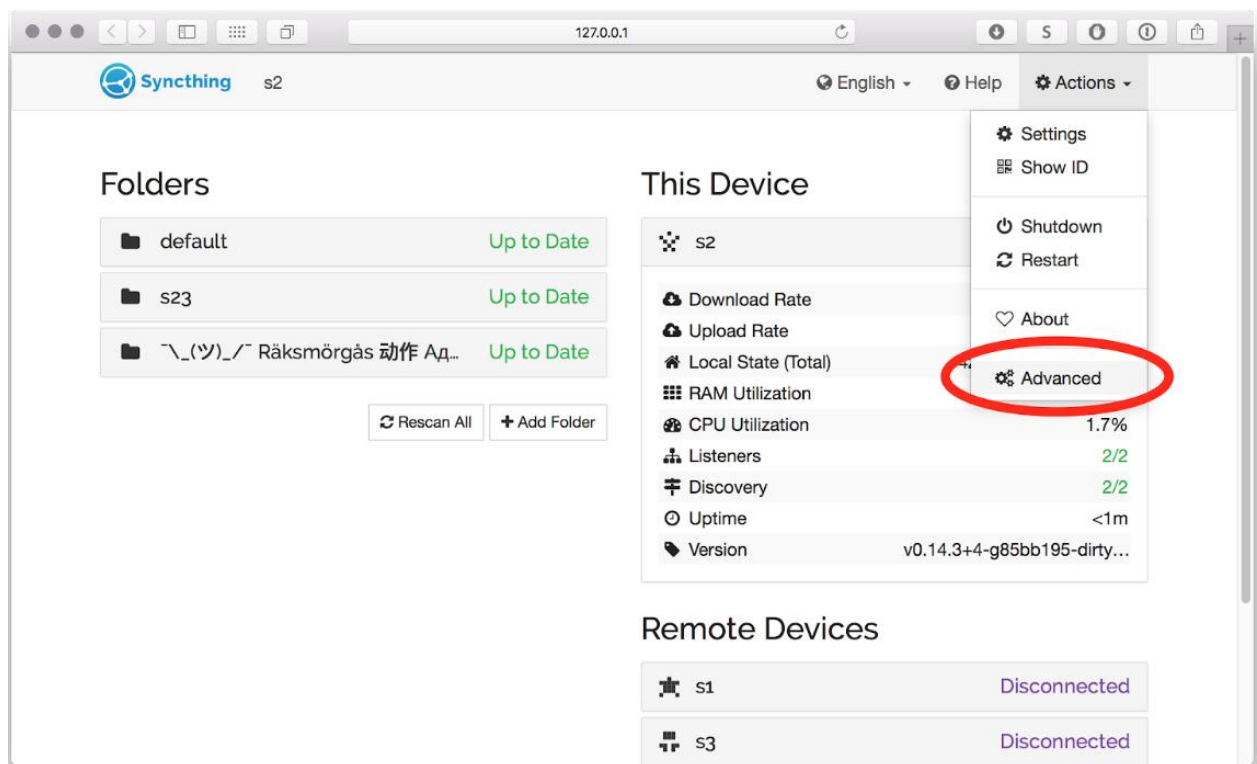 127.0.0.1
S
Syncthing s2 English Help Actions
Settings
Show ID
Shutdown
Restart
About
Advanced
Folders
default Up to Date
s23 Up to Date
¯\_(ツ)_/¯ Räksmörgås 动作 Ад... Up to Date
Rescan All Add Folder
This Device
s2
Download Rate
Upload Rate
Local State (Total)
RAM Utilization
CPU Utilization 1.7%
Listeners 2/2
Discovery 2/2
Uptime <1m
Version v0.14.3+4-g85bb195-dirty...
Remote Devices
s1 Disconnected
s3 Disconnected